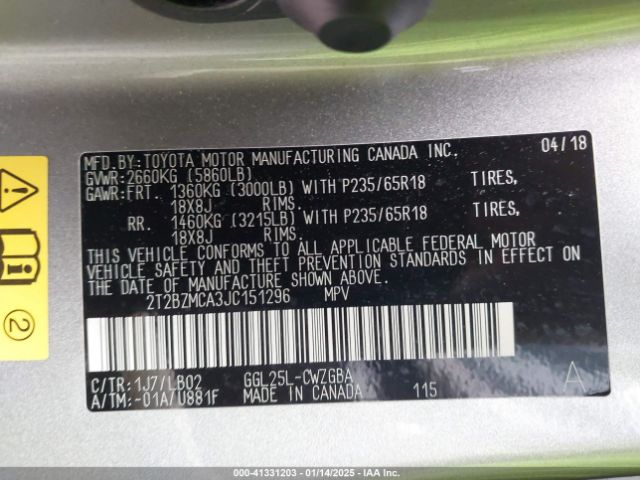 MFD.BY:TOYOTA MOTOR MANUFACTURING CANADA INC. 04/18
GVWR:2660KG (5860LB)
GAWR:FRT. 1360KG (3000LB) WITH P235/65R18 TIRES,
18X8J RIMS.
RR. 1460KG (3215LB) WITH P235/65R18 TIRES,
18X8J RIMS.
THIS VEHICLE CONFORMS TO ALL APPLICABLE FEDERAL MOTOR
VEHICLE SAFETY AND THEFT PREVENTION STANDARDS IN EFFECT ON
THE DATE OF MANUFACTURE SHOWN ABOVE.
2T2BZMCA3JC151296 MPV
C/TR:1J7/LB02 GGL25L-CWZGBA A
A/TM:-01A/U881F MADE IN CANADA 115
2
00-41331203 - 01/14/2025 - IAA Inc.